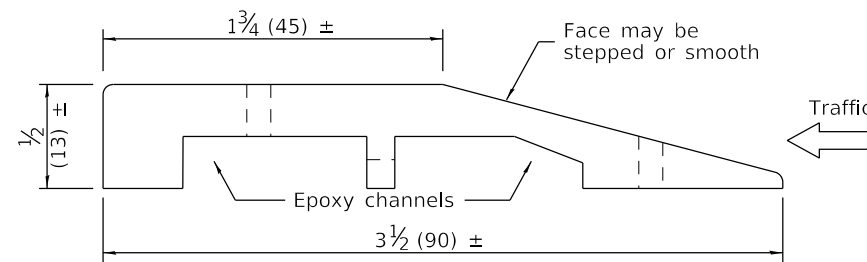 1¾ (45) ±
Face may be
stepped or smooth
½
(13) ±
Traffic
Epoxy channels
3½ (90) ±